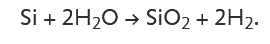 Si + 2H₂O → SiO₂ + 2H₂.